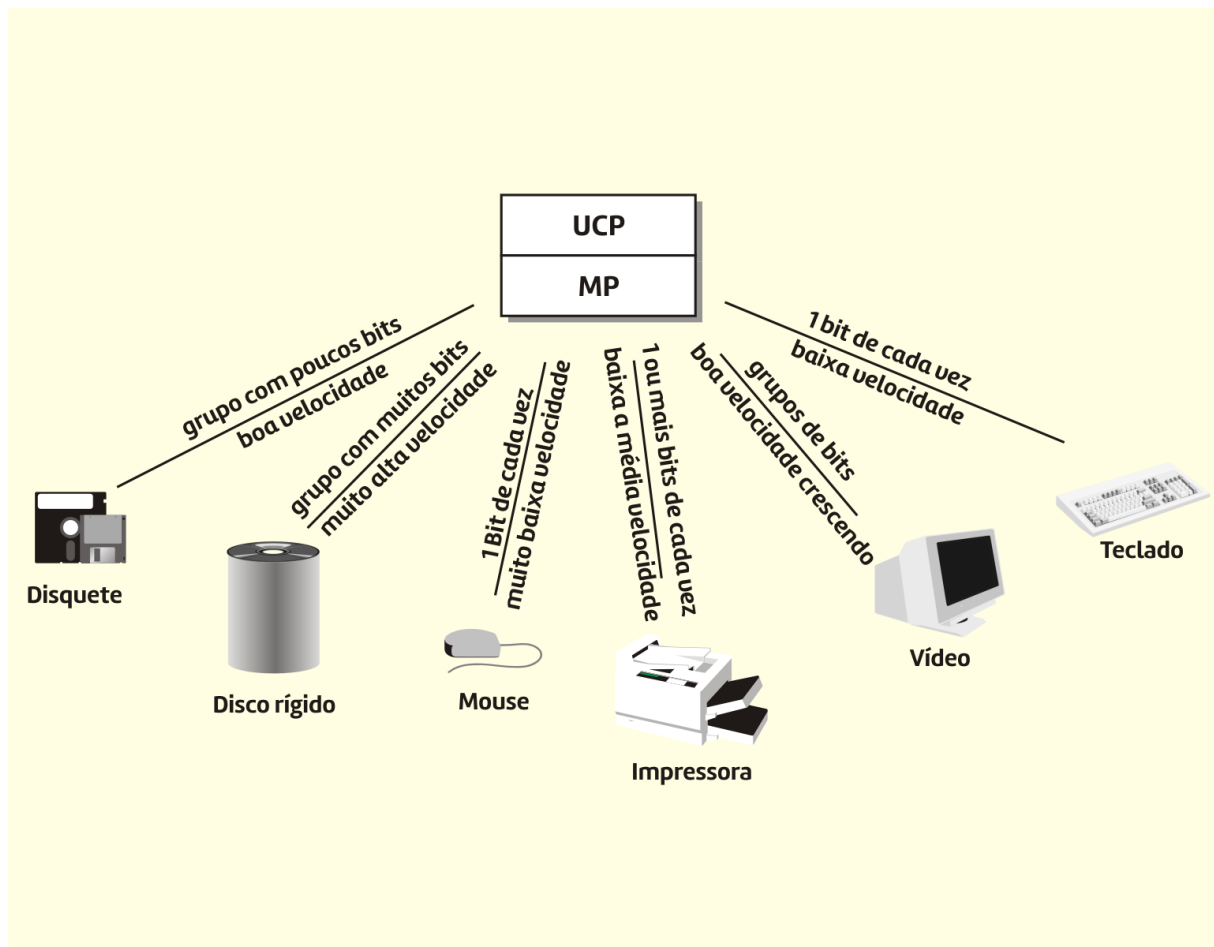 UCP
MP
grupo com poucos bits
boa velocidade
grupo com muitos bits
muito alta velocidade
1 Bit de cada vez
muito baixa velocidade
1 ou mais bits de cada vez
baixa a média velocidade
grupos de bits
boa velocidade crescendo
1 bit de cada vez
baixa velocidade
Disquete
Disco rígido
Mouse
Impressora
Vídeo
Teclado